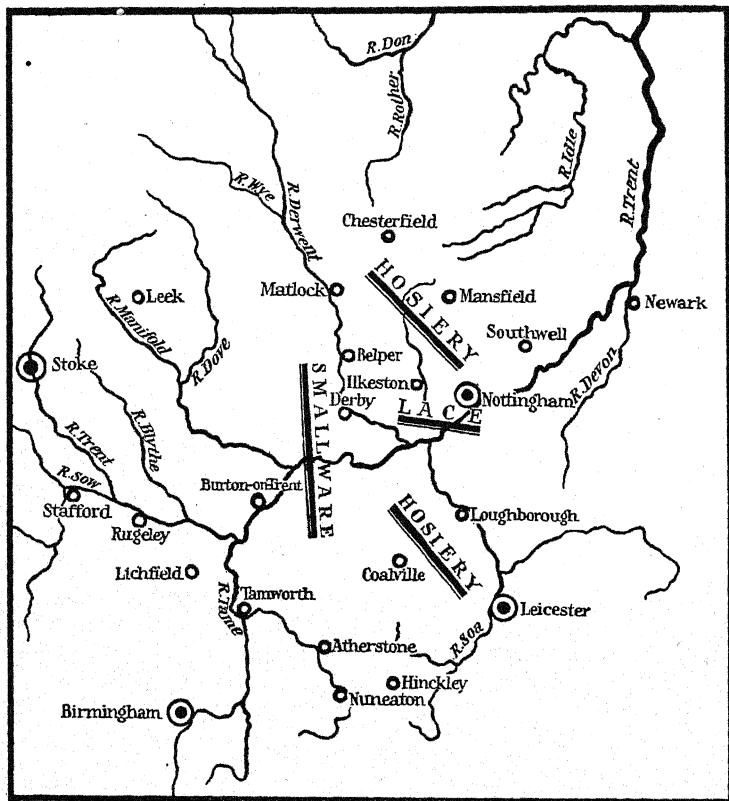 R. Don
R. Rother
R. Idle
R. Wye
R. Derwent
R. Trent
Chesterfield
HOSIERY
Leek
Matlock
Mansfield
Newark
R. Manifold
Southwell
Stoke
R. Dove
Belper
Ilkeston
Nottingham
R. Devon
SMALLWARE
Derby
LACE
R. Trent
R. Blythe
R. Sow
Burton-on-Trent
Stafford
Rugeley
HOSIERY
Loughborough
Lichfield
Coalville
R. Tame
Tamworth
Leicester
Atherstone
R. Soa
Hinckley
Nuneaton
Birmingham